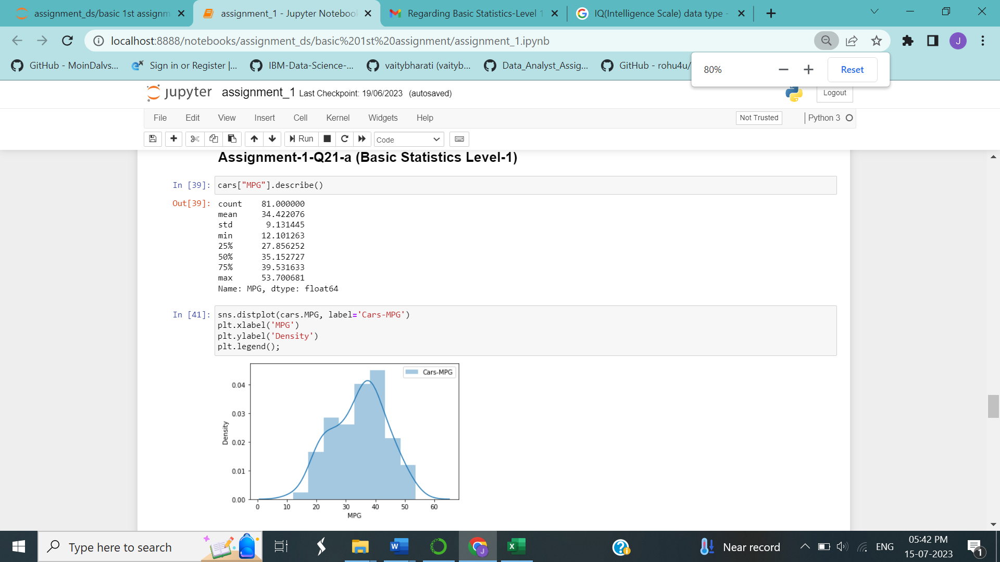 assignment_ds/basic 1st assignm
assignment_1 - Jupyter Notebook
Regarding Basic Statistics-Level 1
IQ(Intelligence Scale) data type -
localhost:8888/notebooks/assignment_ds/basic%201st%20assignment/assignment_1.ipynb
J
GitHub - MoinDalvs...
Sign in or Register |...
IBM-Data-Science-...
vaitybharati (vaityb...
Data_Analyst_Assig...
GitHub - rohu4u/
80%
Reset
jupyter assignment_1 Last Checkpoint: 19/06/2023 (autosaved)
Logout
File Edit View Insert Cell Kernel Widgets Help
Not Trusted
Python 3
Run
Code
Assignment-1-Q21-a (Basic Statistics Level-1)
In [39]: cars["MPG"].describe()
Out[39]: count 81.000000
mean 34.422076
std 9.131445
min 12.101263
25% 27.856252
50% 35.152727
75% 39.531633
max 53.700681
Name: MPG, dtype: float64
In [41]: sns.distplot(cars.MPG, label='Cars-MPG')
plt.xlabel('MPG')
plt.ylabel('Density')
plt.legend();
Cars-MPG
0.04
0.03
0.02
0.01
0.00
Density
0 10 20 30 40 50 60
MPG
Type here to search
Near record
ENG
05:42 PM
15-07-2023
1